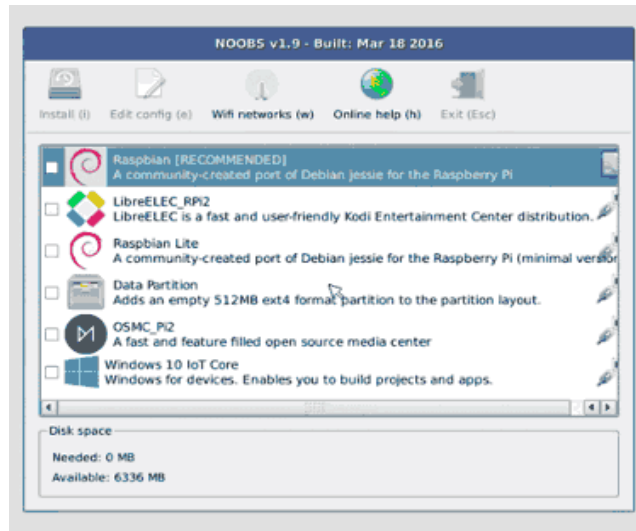 NOOBS v1.9 - Built: Mar 18 2016
Install (i) Edit config (e) Wifi networks (w) Online help (h) Exit (Esc)
Raspbian [RECOMMENDED]
A community-created port of Debian jessie for the Raspberry Pi
LibreELEC_RPi2
LibreELEC is a fast and user-friendly Kodi Entertainment Center distribution.
Raspbian Lite
A community-created port of Debian jessie for the Raspberry Pi (minimal version
Data Partition
Adds an empty 512MB ext4 format partition to the partition layout.
OSMC_Pi2
A fast and feature filled open source media center
Windows 10 IoT Core
Windows for devices. Enables you to build projects and apps.
Disk space
Needed: 0 MB
Available: 6336 MB